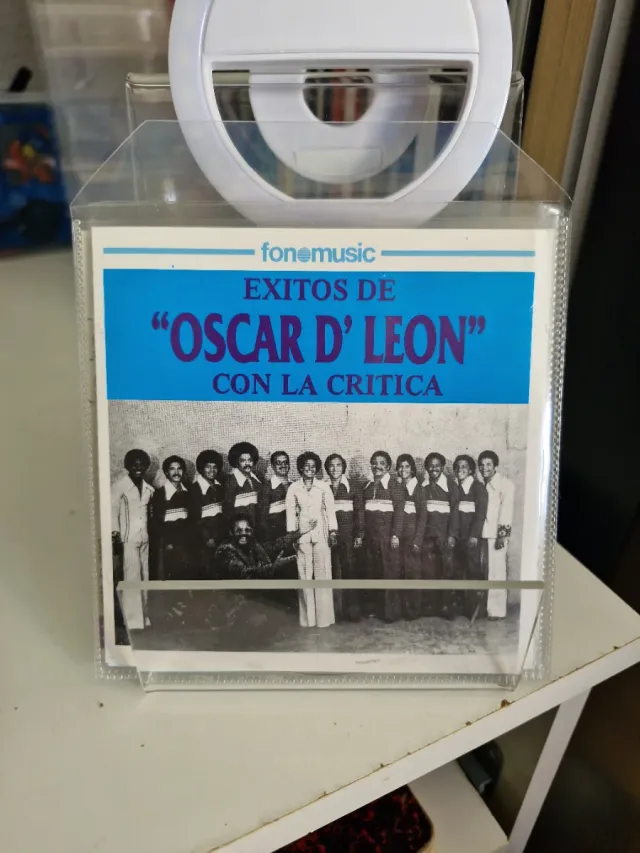 fonomusic
EXITOS DE
“OSCAR D’ LEON”
CON LA CRITICA